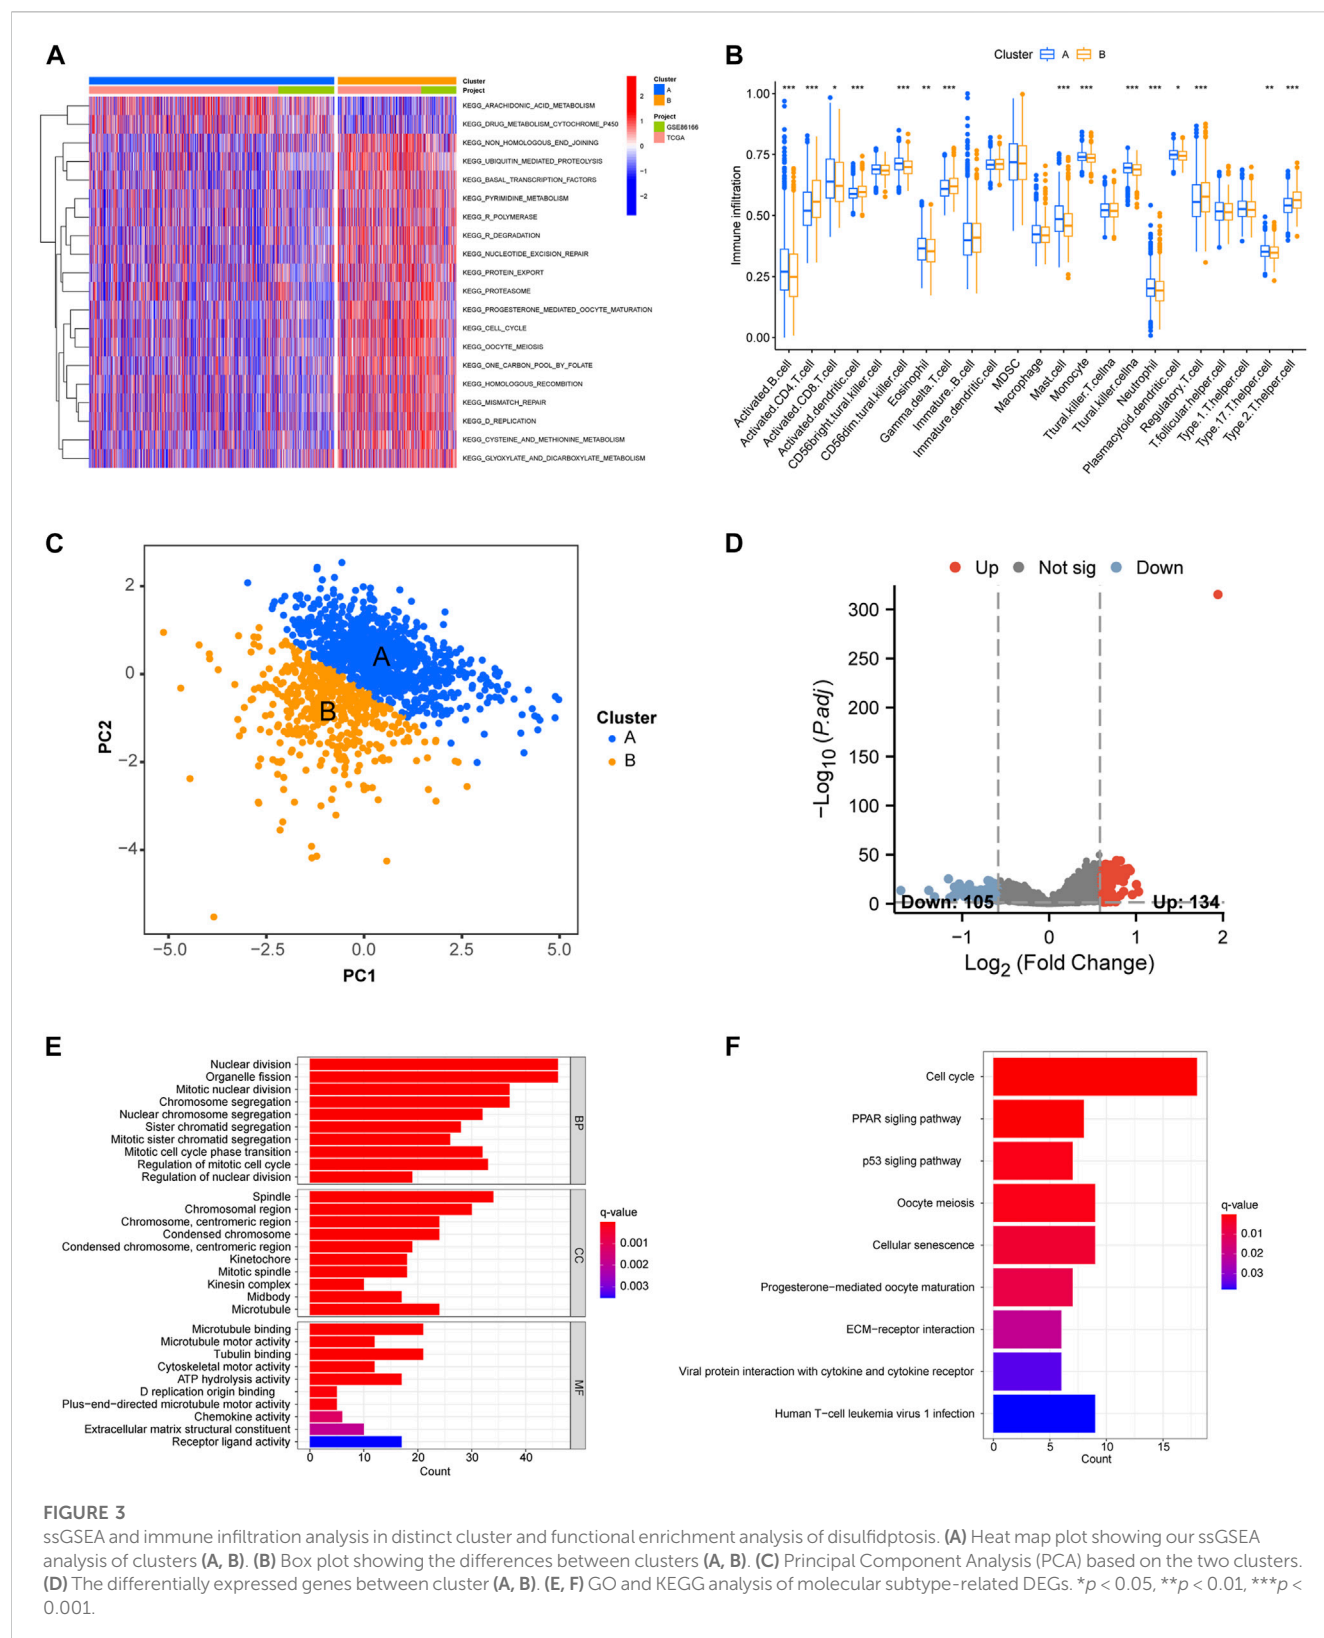 A
Cluster
Project
KEGG_ARACHIDONIC_ACID_METABOLISM
KEGG_DRUG_METABOLISM_CYTOCHROME_P450
KEGG_NON_HOMOLOGOUS_END_JOINING
KEGG_UBIQUITIN_MEDIATED_PROTEOLYSIS
KEGG_BASAL_TRANSCRIPTION_FACTORS
KEGG_PYRIMIDINE_METABOLISM
KEGG_R_POLYMERASE
KEGG_R_DEGRADATION
KEGG_NUCLEOTIDE_EXCISION_REPAIR
KEGG_PROTEIN_EXPORT
KEGG_PROTEASOME
KEGG_PROGESTERONE_MEDIATED_OOCYTE_MATURATION
KEGG_CELL_CYCLE
KEGG_OOCYTE_MEIOSIS
KEGG_ONE_CARBON_POOL_BY_FOLATE
KEGG_HOMOLOGOUS_RECOMBITION
KEGG_MISMATCH_REPAIR
KEGG_D_REPLICATION
KEGG_CYSTEINE_AND_METHIONINE_METABOLISM
KEGG_GLYOXYLATE_AND_DICARBOXYLATE_METABOLISM
2
1
0
−1
−2
Cluster
A
B
Project
GSE86166
TCGA
B
Cluster A B
Immune infiltration
1.00
0.75
0.50
0.25
0.00
*** *** * *** *** ** *** *** *** *** *** * *** ** ***
Activated.B.cell
Activated.CD4.T.cell
Activated.CD8.T.cell
Activated.dendritic.cell
CD56bright.tural.killer.cell
CD56dim.tural.killer.cell
Eosinophil
Gamma.delta.T.cell
Immature..B.cell
Immature.dendritic.cell
MDSC
Macrophage
Mast.cell
Monocyte
Tlural.killer.T.cellna
Tlural.killer.cellna
Neutrophil
Plasmacytoid.dendritic.cell
Regulatory.T.cell
T.follicular.helper.cell
Type.1.T.helper.cell
Type.17.T.helper.cell
Type.2.T.helper.cell
C
PC2
2
0
−2
−4
A
B
−5.0 −2.5 0.0 2.5 5.0
PC1
Cluster
A
B
D
Up Not sig Down
−Log10 (P.adj)
300
250
200
150
100
50
0
Down: 105 Up: 134
−1 0 1 2
Log2 (Fold Change)
E
Nuclear division
Organelle fission
Mitotic nuclear division
Chromosome segregation
Nuclear chromosome segregation
Sister chromatid segregation
Mitotic sister chromatid segregation
Mitotic cell cycle phase transition
Regulation of mitotic cell cycle
Regulation of nuclear division
BP
Spindle
Chromosomal region
Chromosome, centromeric region
Condensed chromosome
Condensed chromosome, centromeric region
Kinetochore
Mitotic spindle
Kinesin complex
Midbody
Microtubule
CC
Microtubule binding
Microtubule motor activity
Tubulin binding
Cytoskeletal motor activity
ATP hydrolysis activity
D replication origin binding
Plus−end−directed microtubule motor activity
Chemokine activity
Extracellular matrix structural constituent
Receptor ligand activity
MF
0 10 20 30 40
Count
q-value
0.001
0.002
0.003
F
Cell cycle
PPAR sigling pathway
p53 sigling pathway
Oocyte meiosis
Cellular senescence
Progesterone−mediated oocyte maturation
ECM−receptor interaction
Viral protein interaction with cytokine and cytokine receptor
Human T−cell leukemia virus 1 infection
0 5 10 15
Count
q-value
0.01
0.02
0.03
FIGURE 3
ssGSEA and immune infiltration analysis in distinct cluster and functional enrichment analysis of disulfidptosis. (A) Heat map plot showing our ssGSEA
analysis of clusters (A, B). (B) Box plot showing the differences between clusters (A, B). (C) Principal Component Analysis (PCA) based on the two clusters.
(D) The differentially expressed genes between cluster (A, B). (E, F) GO and KEGG analysis of molecular subtype-related DEGs. *p < 0.05, **p < 0.01, ***p <
0.001.